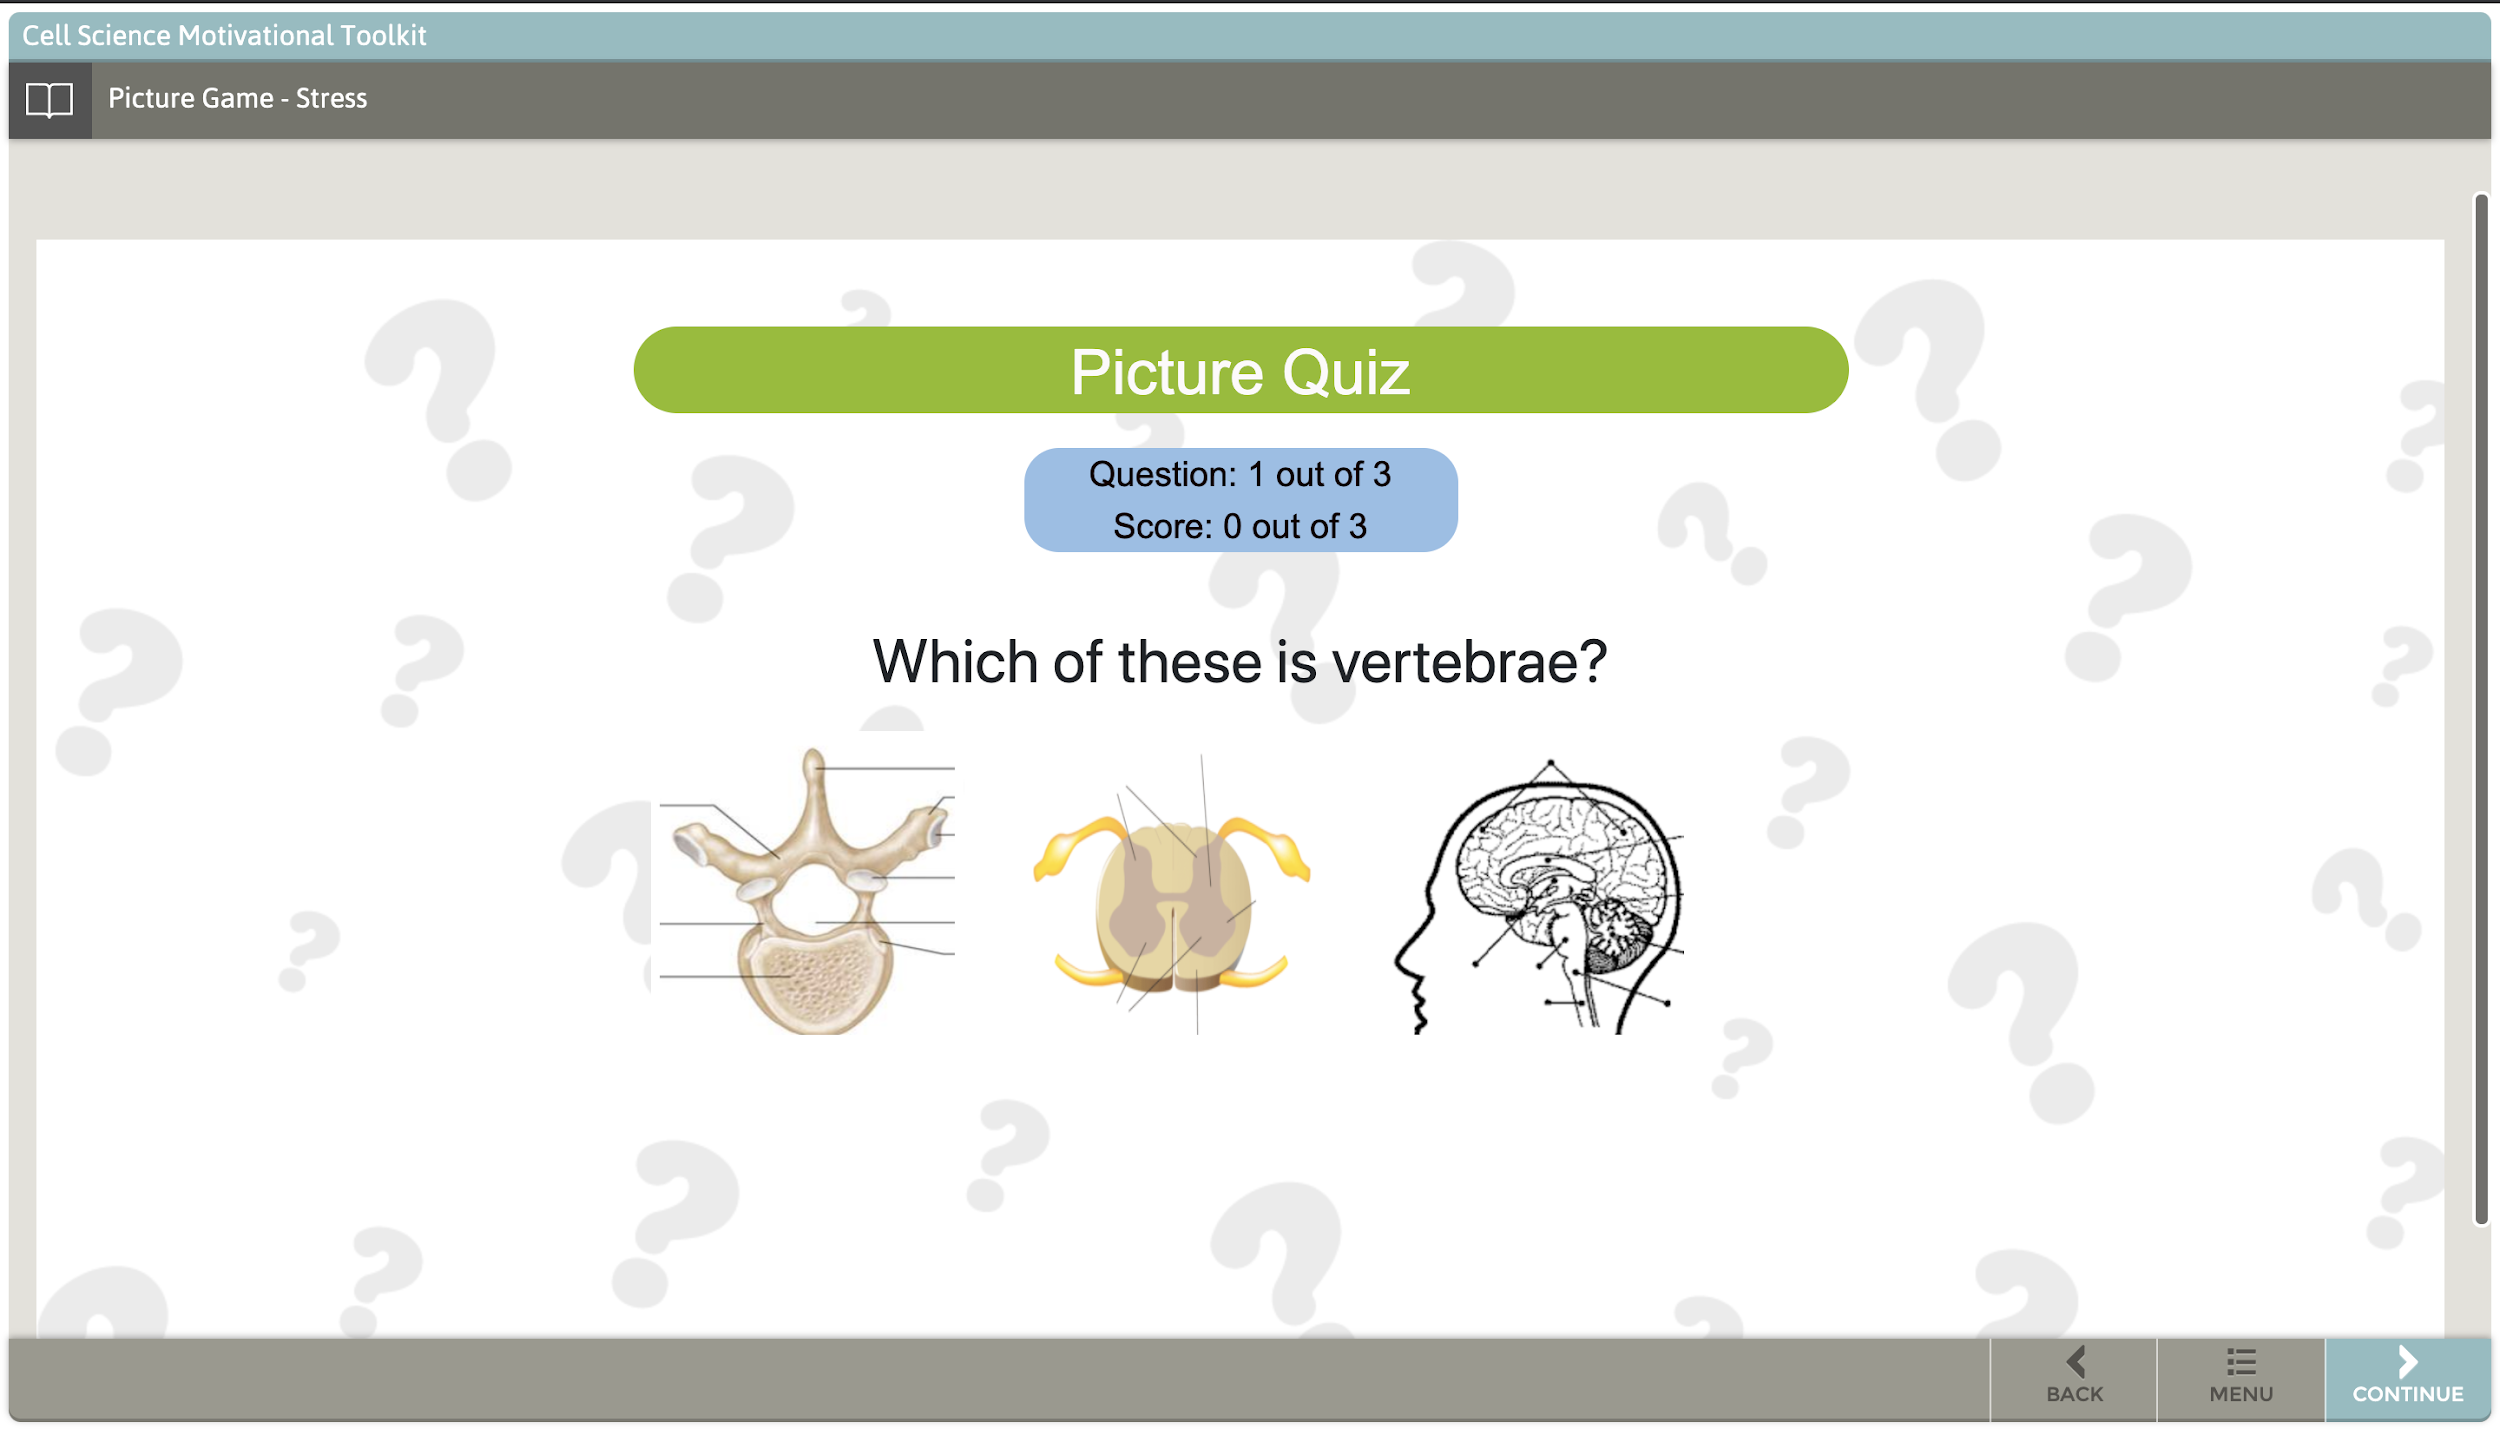 Cell Science Motivational Toolkit
Picture Game - Stress
Picture Quiz
Question: 1 out of 3
Score: 0 out of 3
Which of these is vertebrae?
BACK
MENU
CONTINUE